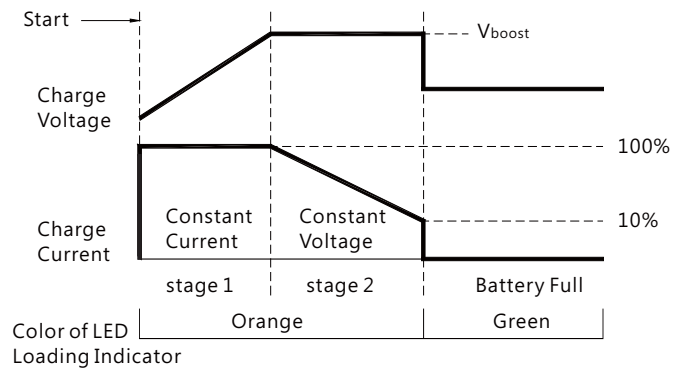 Start
Vboost
Charge
Voltage
100%
Constant
Current
Constant
Voltage
10%
Charge
Current
stage 1
stage 2
Battery Full
Orange
Green
Color of LED
Loading Indicator